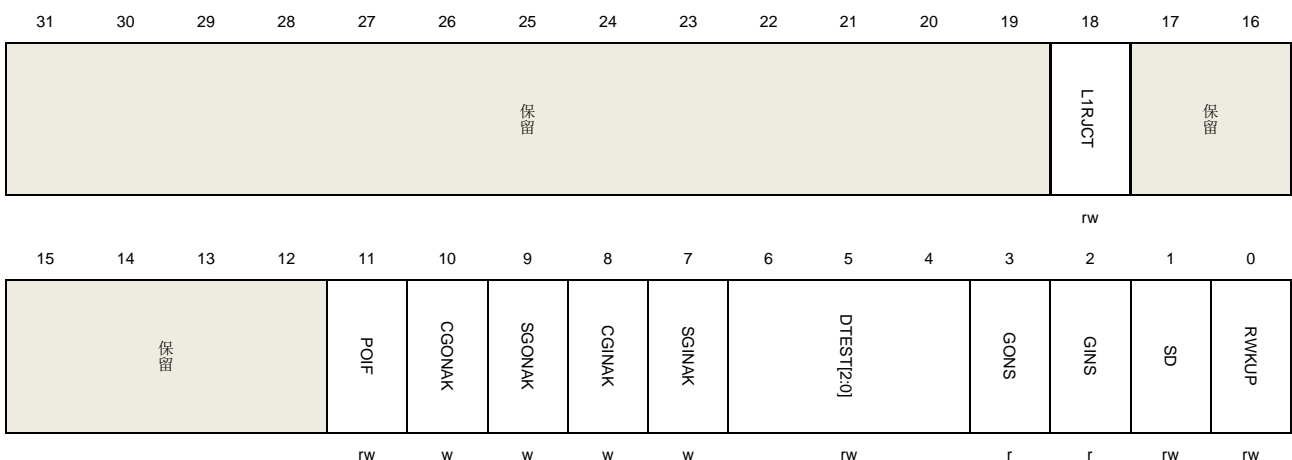 31 30 29 28 27 26 25 24 23 22 21 20 19 18 17 16
保留 L1RJCT 保留
rw
15 14 13 12 11 10 9 8 7 6 5 4 3 2 1 0
保留 POIF CGONAK SGONAK CGINAK SGINAK DTEST[2:0] GONS GINS SD RWKUP
rw w w w w rw r r rw rw